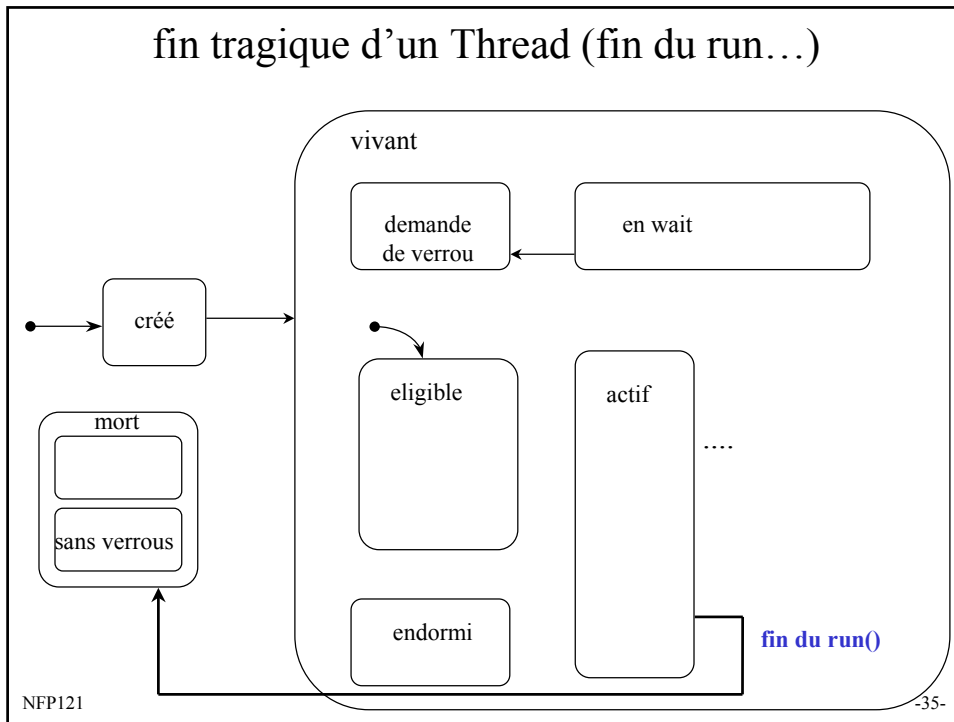 fin tragique d’un Thread (fin du run…)
vivant
demande
de verrou
en wait
créé
eligible
actif
mort
....
sans verrous
endormi
fin du run()
NFP121
-35-